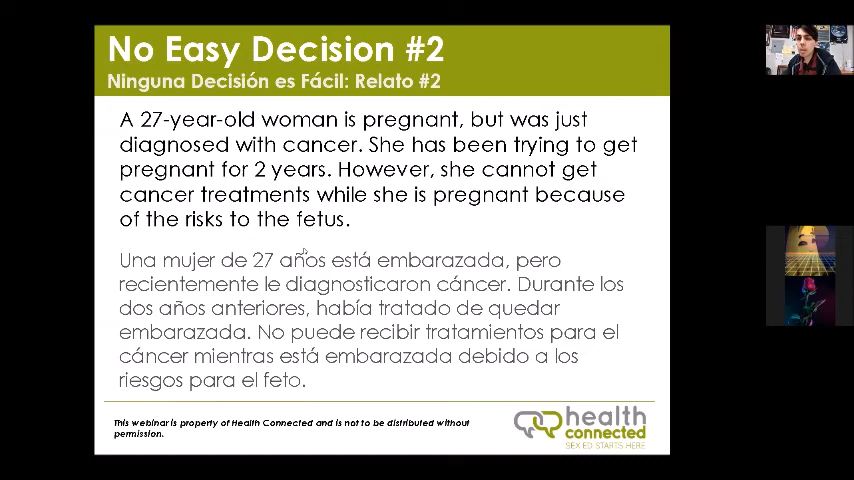 No Easy Decision #2
Ninguna Decisión es Fácil: Relato #2
A 27-year-old woman is pregnant, but was just
diagnosed with cancer. She has been trying to get
pregnant for 2 years. However, she cannot get
cancer treatments while she is pregnant because
of the risks to the fetus.
Una mujer de 27 años está embarazada, pero
recientemente le diagnosticaron cáncer. Durante los
dos años anteriores, había tratado de quedar
embarazada. No puede recibir tratamientos para el
cáncer mientras está embarazada debido a los
riesgos para el feto.
This webinar is property of Health Connected and is not to be distributed without
permission.
health
connected
SEX ED STARTS HERE